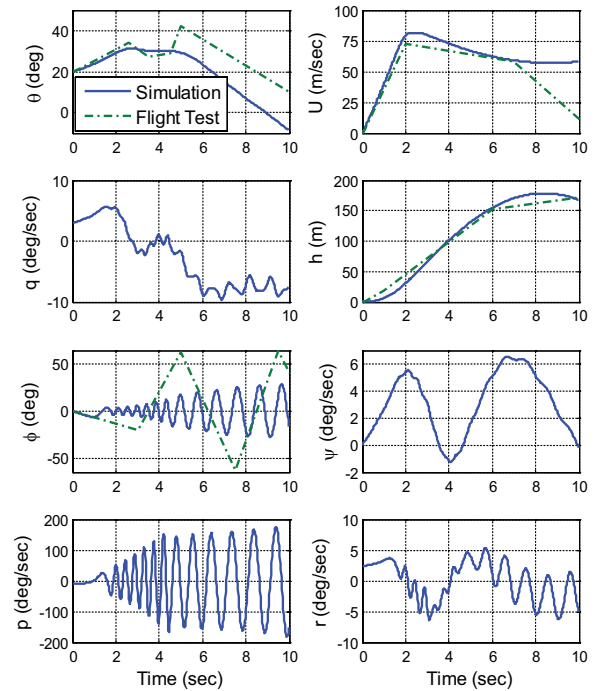 40
20
0
θ (deg)
Simulation
Flight Test
0 2 4 6 8 10
100
75
50
25
0
U (m/sec)
0 2 4 6 8 10
10
0
-10
q (deg/sec)
0 2 4 6 8 10
200
150
100
50
0
h (m)
0 2 4 6 8 10
50
0
-50
ϕ (deg)
0 2 4 6 8 10
6
4
2
0
-2
ψ (deg/sec)
0 2 4 6 8 10
200
100
0
-100
-200
p (deg/sec)
0 2 4 6 8 10
Time (sec)
10
5
0
-5
-10
r (deg/sec)
0 2 4 6 8 10
Time (sec)